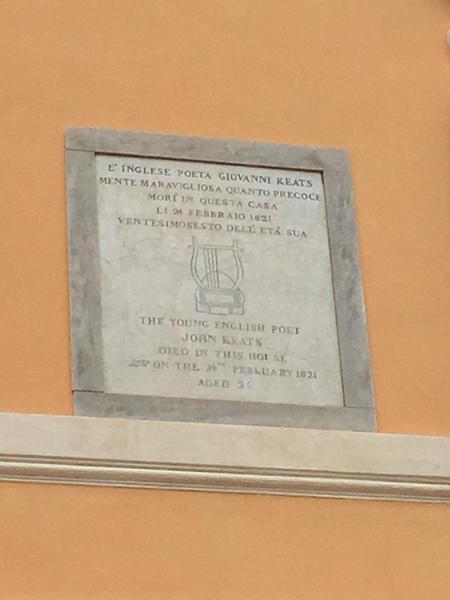 L' INGLESE POETA GIOVANNI KEATS
MENTE MARAVIGLIOSA QUANTO PRECOCE
MORÌ IN QUESTA CASA
LI 24 FEBBRAIO 1821
VENTESIMOSESTO DELL' ETÀ SUA
THE YOUNG ENGLISH POET
JOHN KEATS
DIED IN THIS HOUSE
ON THE 24TH FEBRUARY 1821
AGED 25